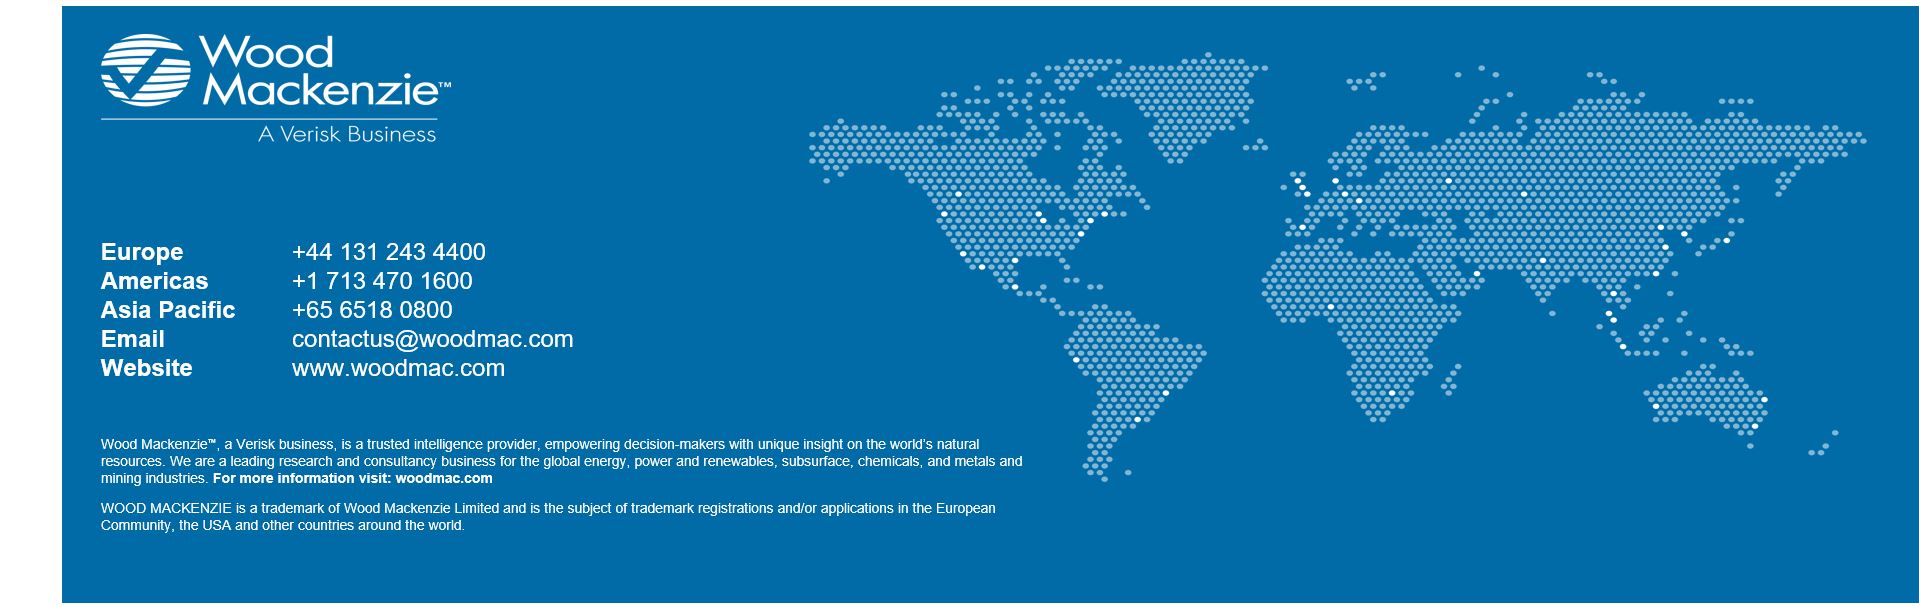 Wood
Mackenzie™
A Verisk Business
Europe +44 131 243 4400
Americas +1 713 470 1600
Asia Pacific +65 6518 0800
Email contactus@woodmac.com
Website www.woodmac.com
Wood Mackenzie™, a Verisk business, is a trusted intelligence provider, empowering decision-makers with unique insight on the world's natural
resources. We are a leading research and consultancy business for the global energy, power and renewables, subsurface, chemicals, and metals and
mining industries. For more information visit: woodmac.com
WOOD MACKENZIE is a trademark of Wood Mackenzie Limited and is the subject of trademark registrations and/or applications in the European
Community, the USA and other countries around the world.